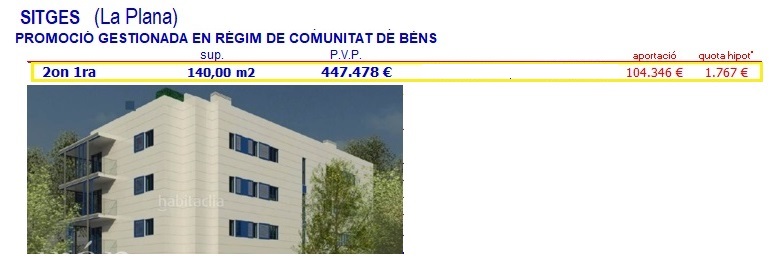 SITGES (La Plana)
PROMOCIÓ GESTIONADA EN RÈGIM DE COMUNITAT DE BÉNS
sup. P.V.P. aportació quota hipot*
2on 1ra 140,00 m2 447.478 € 104.346 € 1.767 €
habitaclia